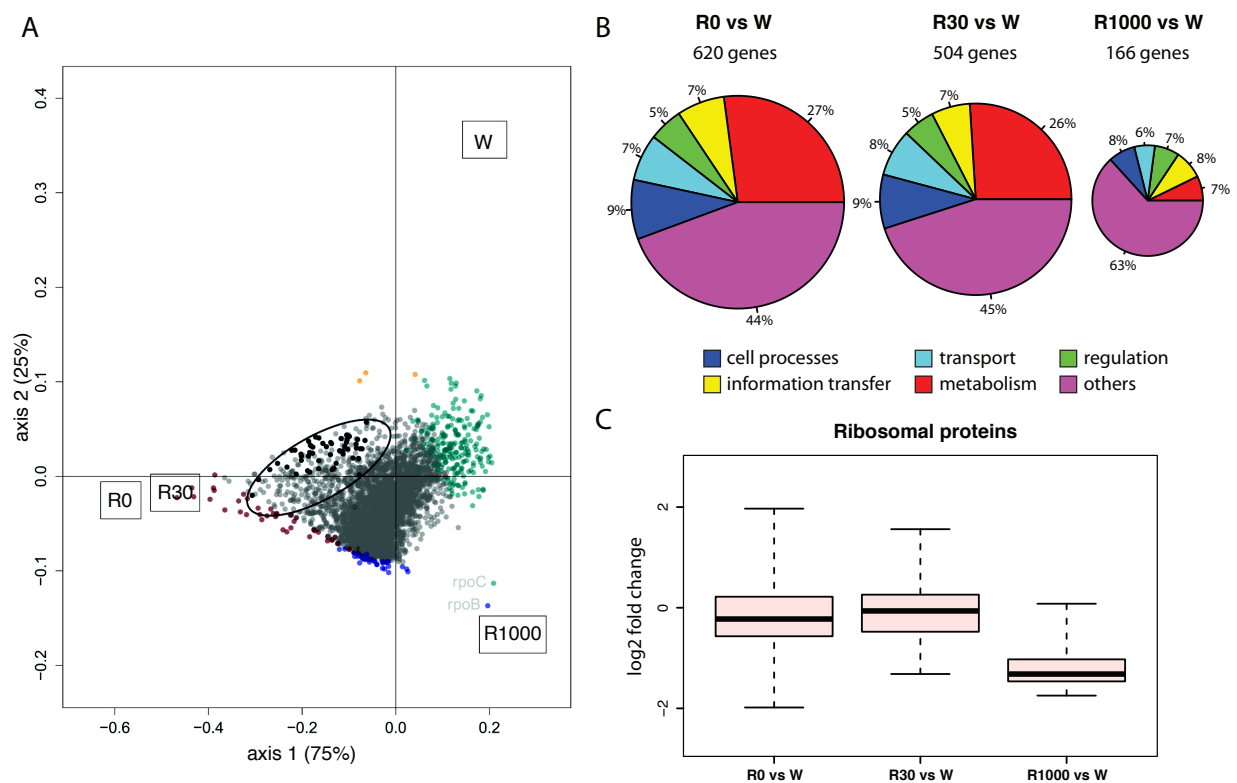 A
W
R0
R30
rpoC
rpoB
R1000
0.4
0.3
0.2
0.1
0.0
−0.1
−0.2
axis 2 (25%)
−0.6
−0.4
−0.2
0.0
0.2
axis 1 (75%)
B
R0 vs W
620 genes
27%
7%
5%
7%
9%
44%
R30 vs W
504 genes
26%
7%
5%
8%
9%
45%
R1000 vs W
166 genes
8%
6%
7%
8%
7%
63%
cell processes
transport
regulation
information transfer
metabolism
others
C
Ribosomal proteins
log2 fold change
2
0
−2
R0 vs W
R30 vs W
R1000 vs W